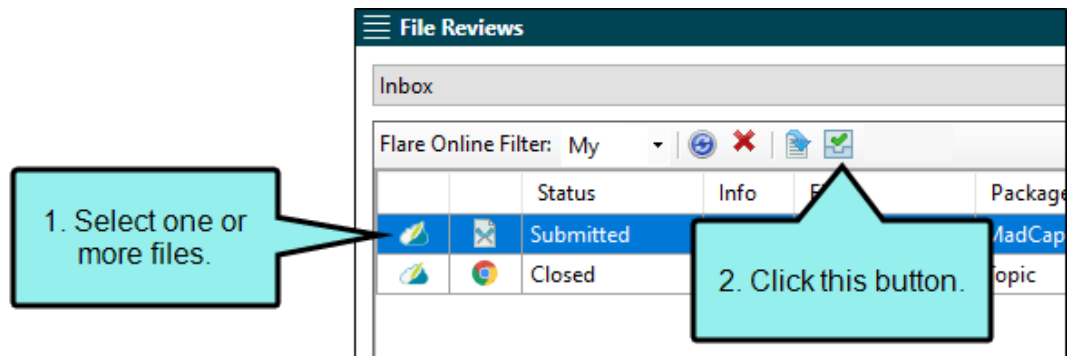 File Reviews
Inbox
Flare Online Filter: My
Status Info Package
1. Select one or
more files.
Submitted MadCap
2. Click this button.
Closed Topic